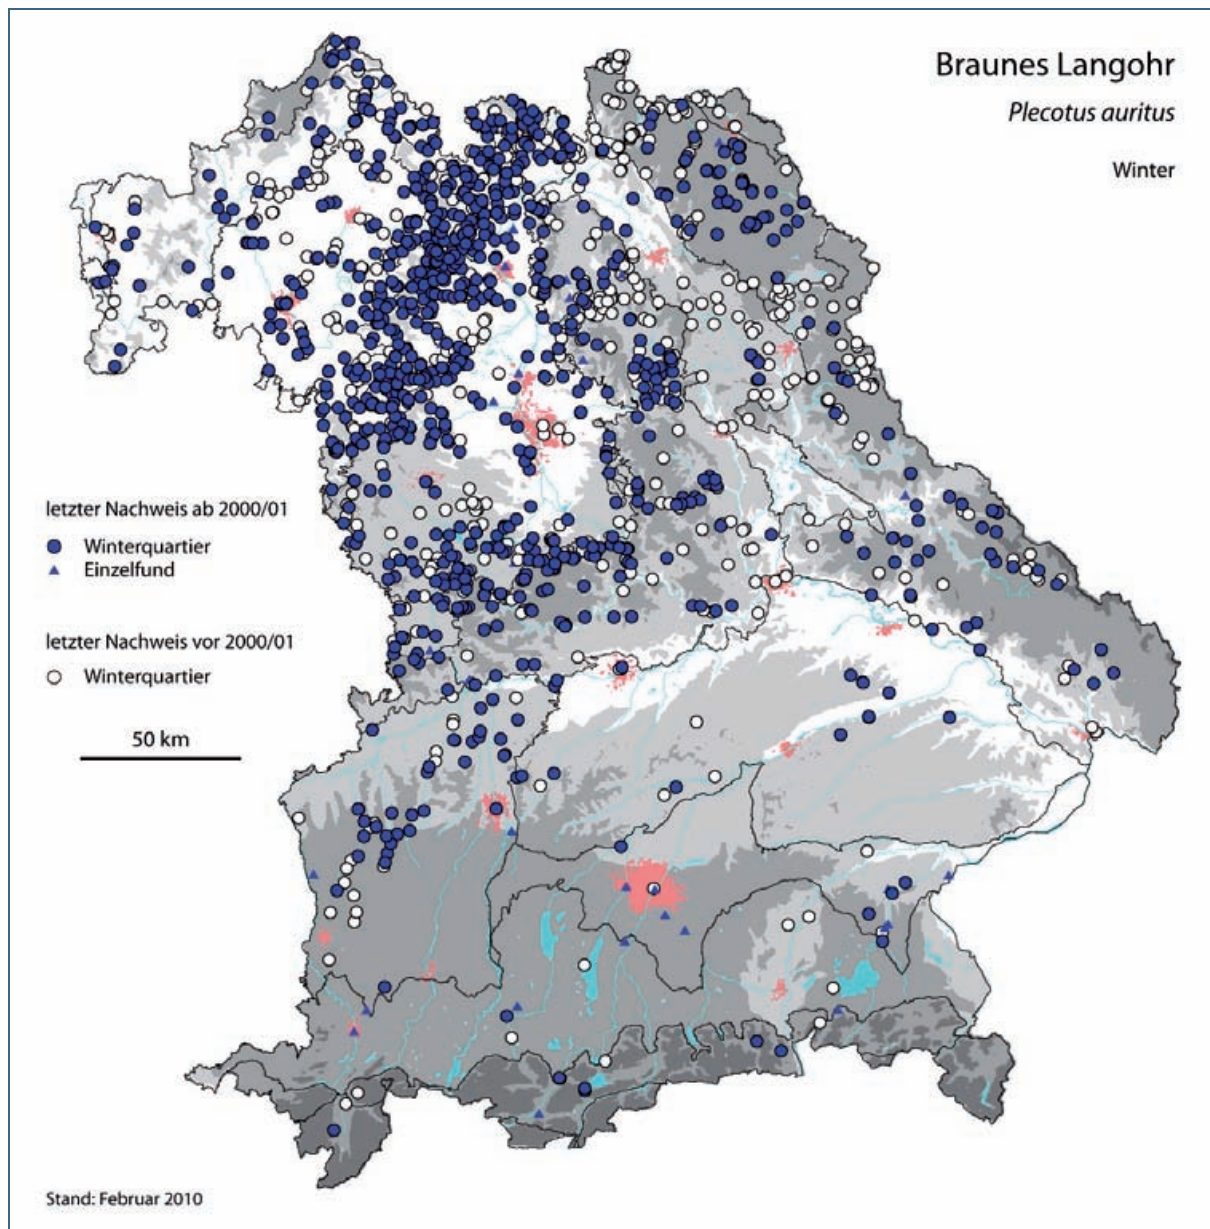 Braunes Langohr
Plecotus auritus
Winter
letzter Nachweis ab 2000/01
Winterquartier
Einzelfund
letzter Nachweis vor 2000/01
Winterquartier
50 km
Stand: Februar 2010